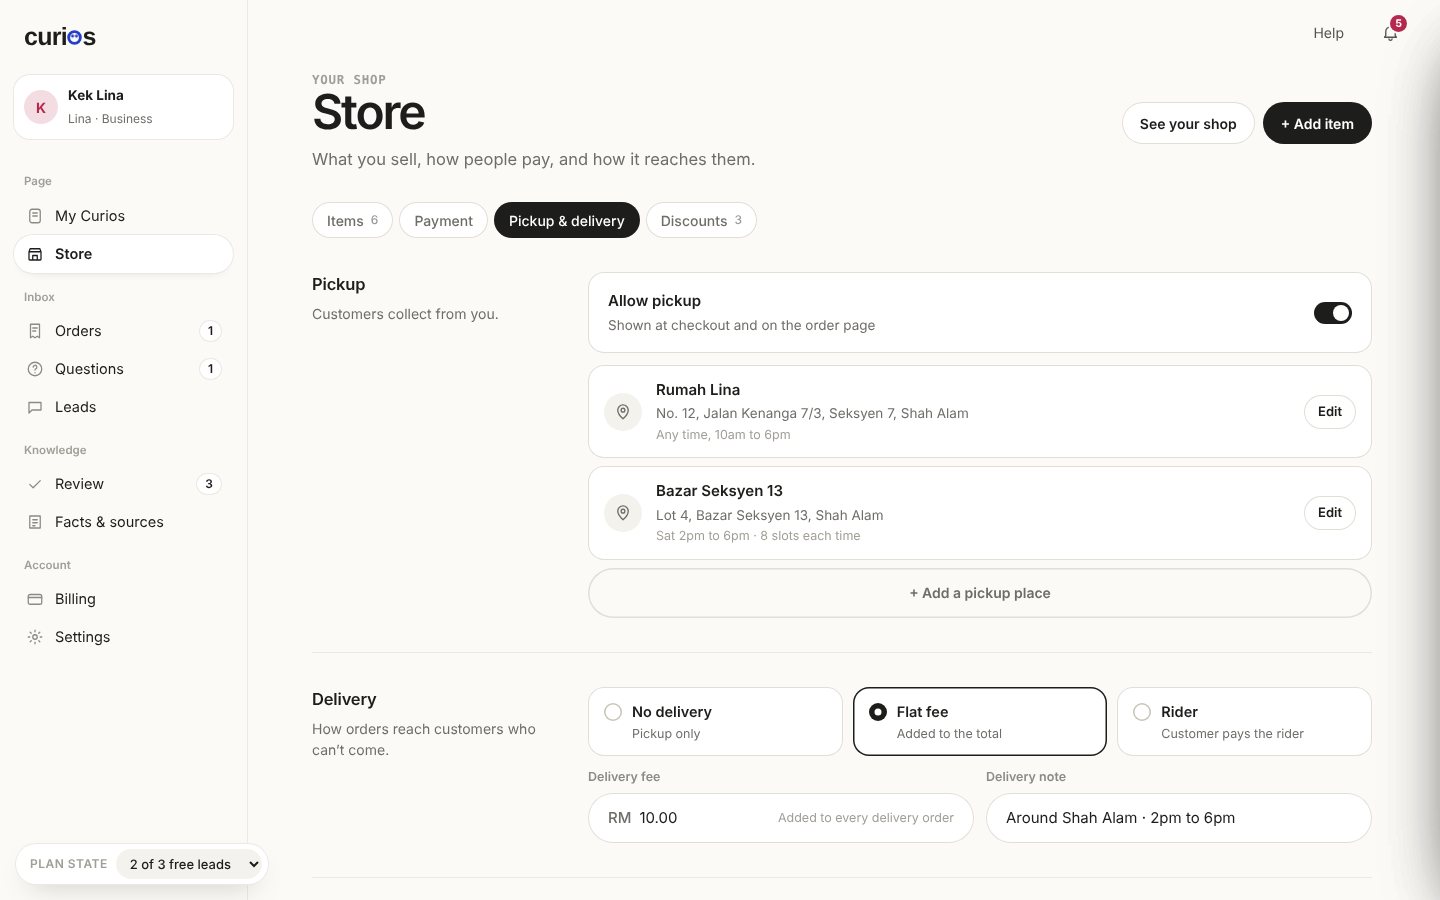 curios
Help
5
Kek Lina
K
Lina · Business
YOUR SHOP
Store
What you sell, how people pay, and how it reaches them.
See your shop
+ Add item
Page
My Curios
Store
Inbox
Orders 1
Questions 1
Leads
Knowledge
Review 3
Facts & sources
Account
Billing
Settings
PLAN STATE 2 of 3 free leads
Items 6
Payment
Pickup & delivery
Discounts 3
Pickup
Customers collect from you.
Allow pickup
Shown at checkout and on the order page
Rumah Lina
No. 12, Jalan Kenanga 7/3, Seksyen 7, Shah Alam
Any time, 10am to 6pm
Edit
Bazar Seksyen 13
Lot 4, Bazar Seksyen 13, Shah Alam
Sat 2pm to 6pm · 8 slots each time
Edit
+ Add a pickup place
Delivery
How orders reach customers who
can't come.
No delivery
Pickup only
Flat fee
Added to the total
Rider
Customer pays the rider
Delivery fee
RM 10.00
Added to every delivery order
Delivery note
Around Shah Alam · 2pm to 6pm